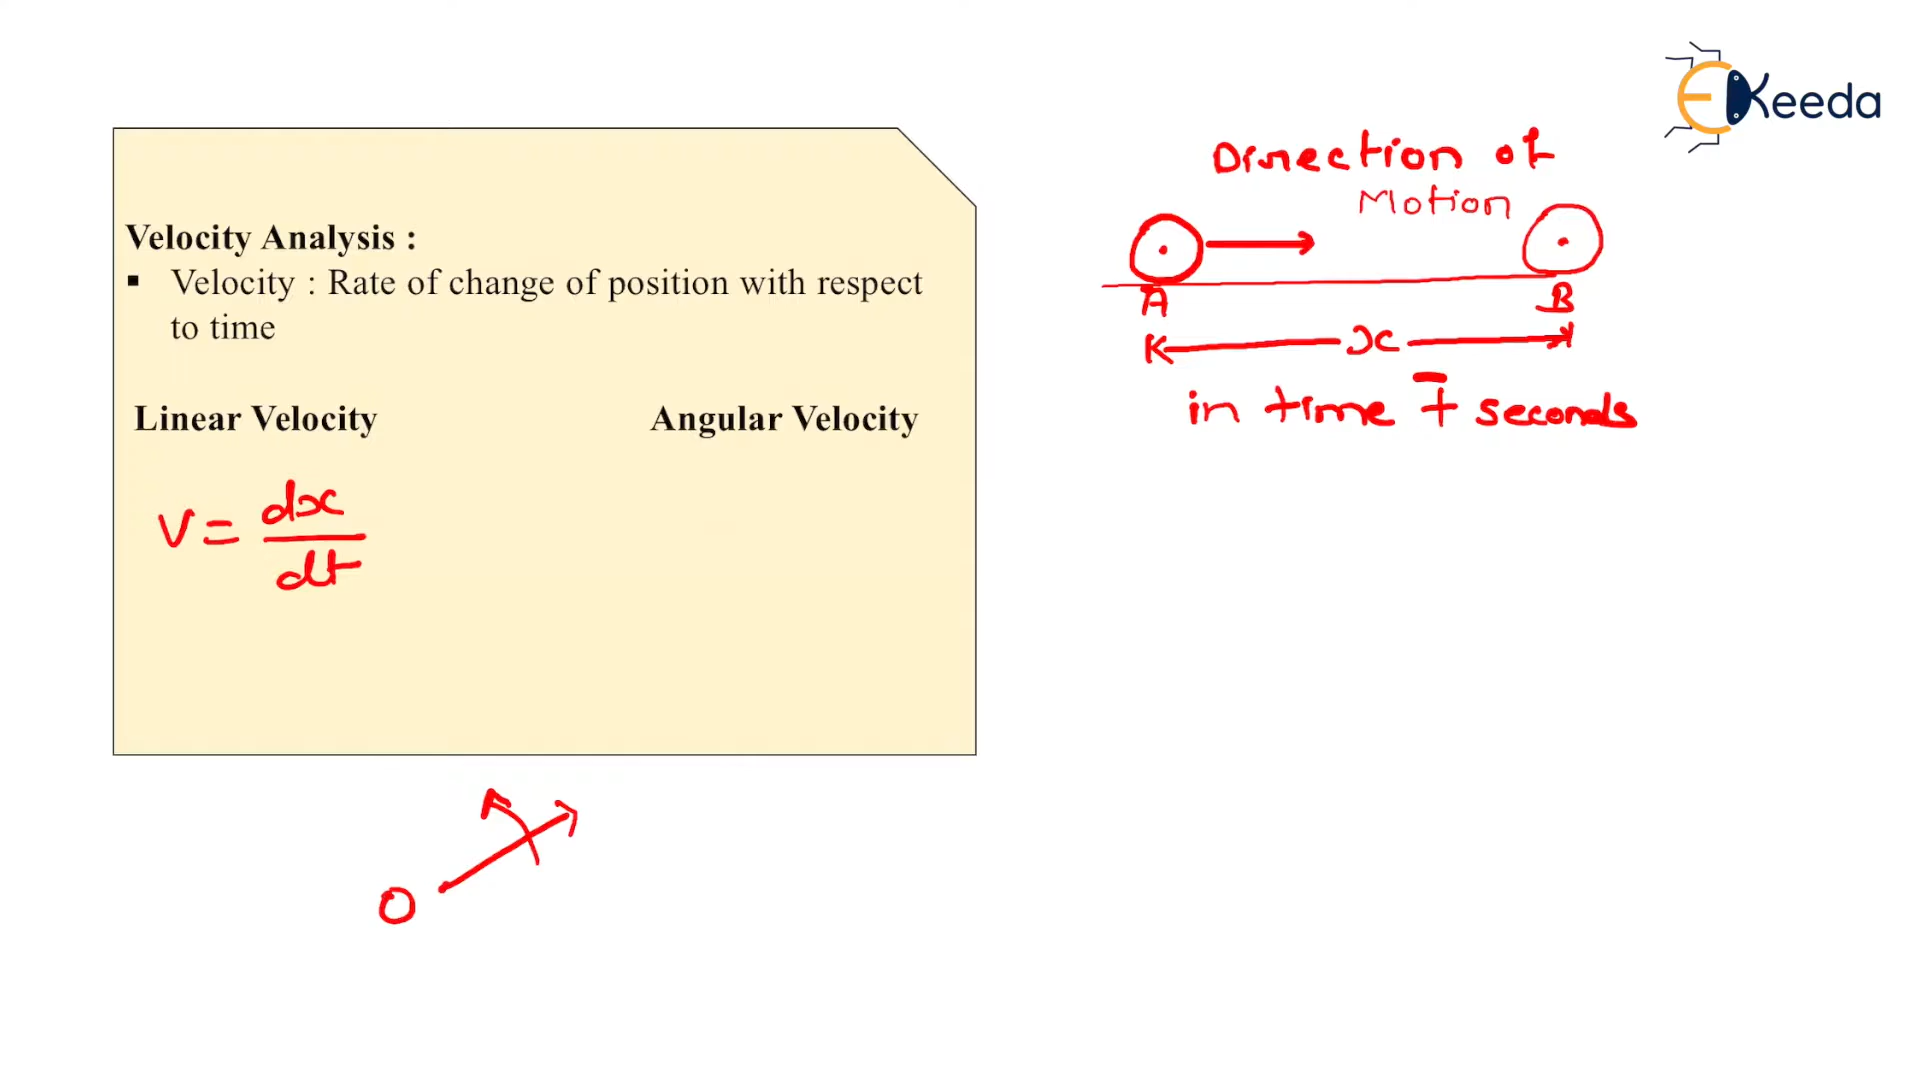 EKeeda
Velocity Analysis :
▪ Velocity : Rate of change of position with respect
to time
Linear Velocity Angular Velocity
V = dx/dt
O
Direction of
Motion
A B
x
in time t seconds